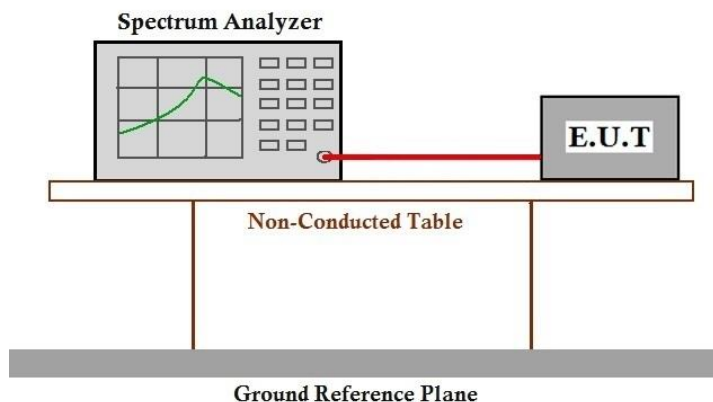 Spectrum Analyzer
E.U.T
Non-Conducted Table
Ground Reference Plane